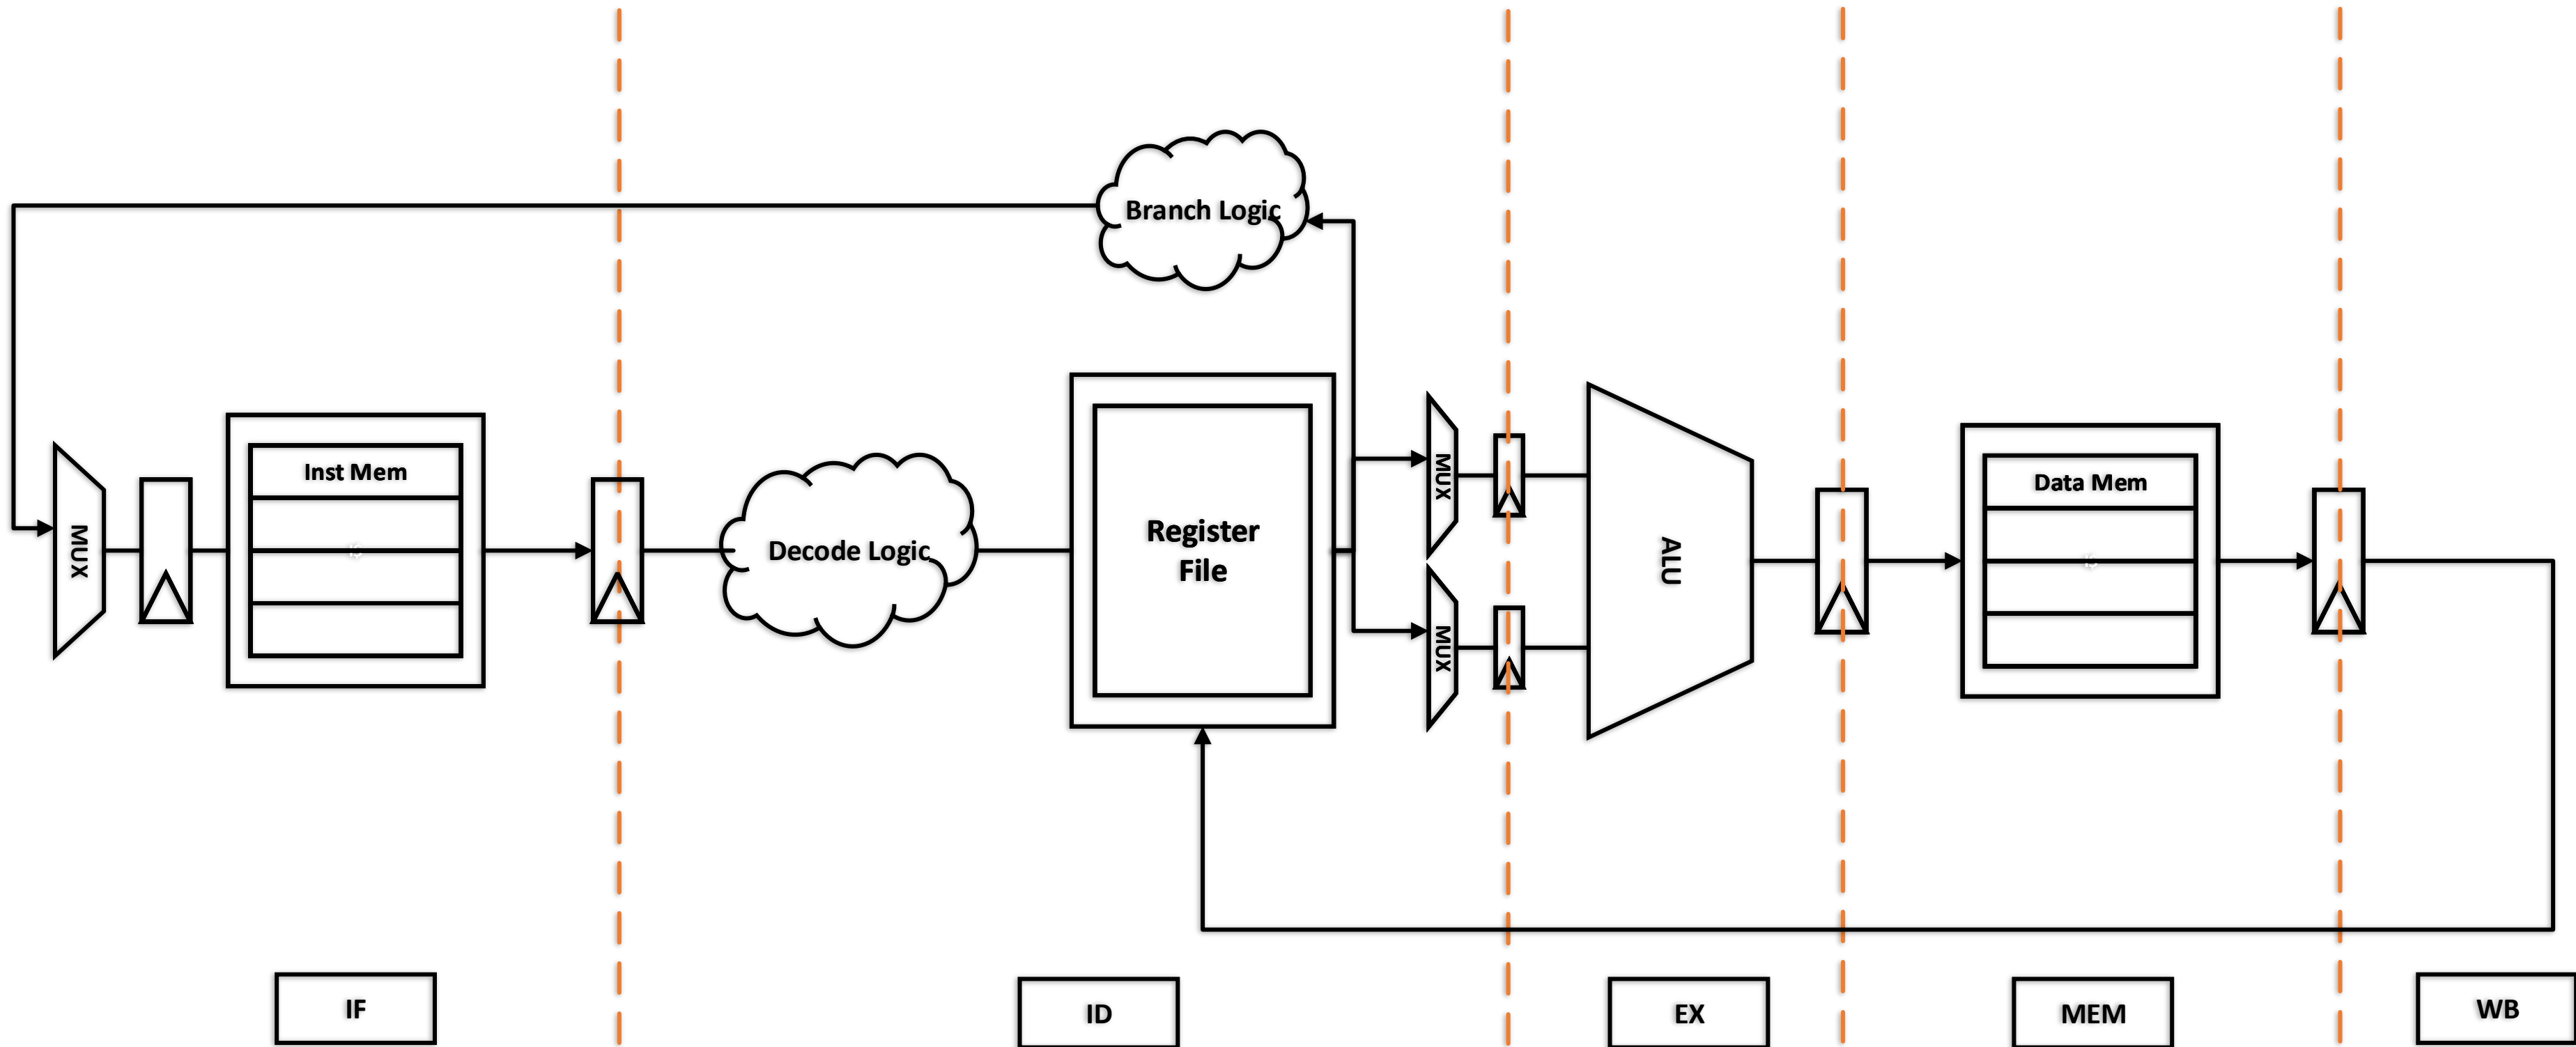 Branch Logic
MUX
Inst Mem
Decode Logic
Register
File
MUX
MUX
ALU
Data Mem
IF
ID
EX
MEM
WB